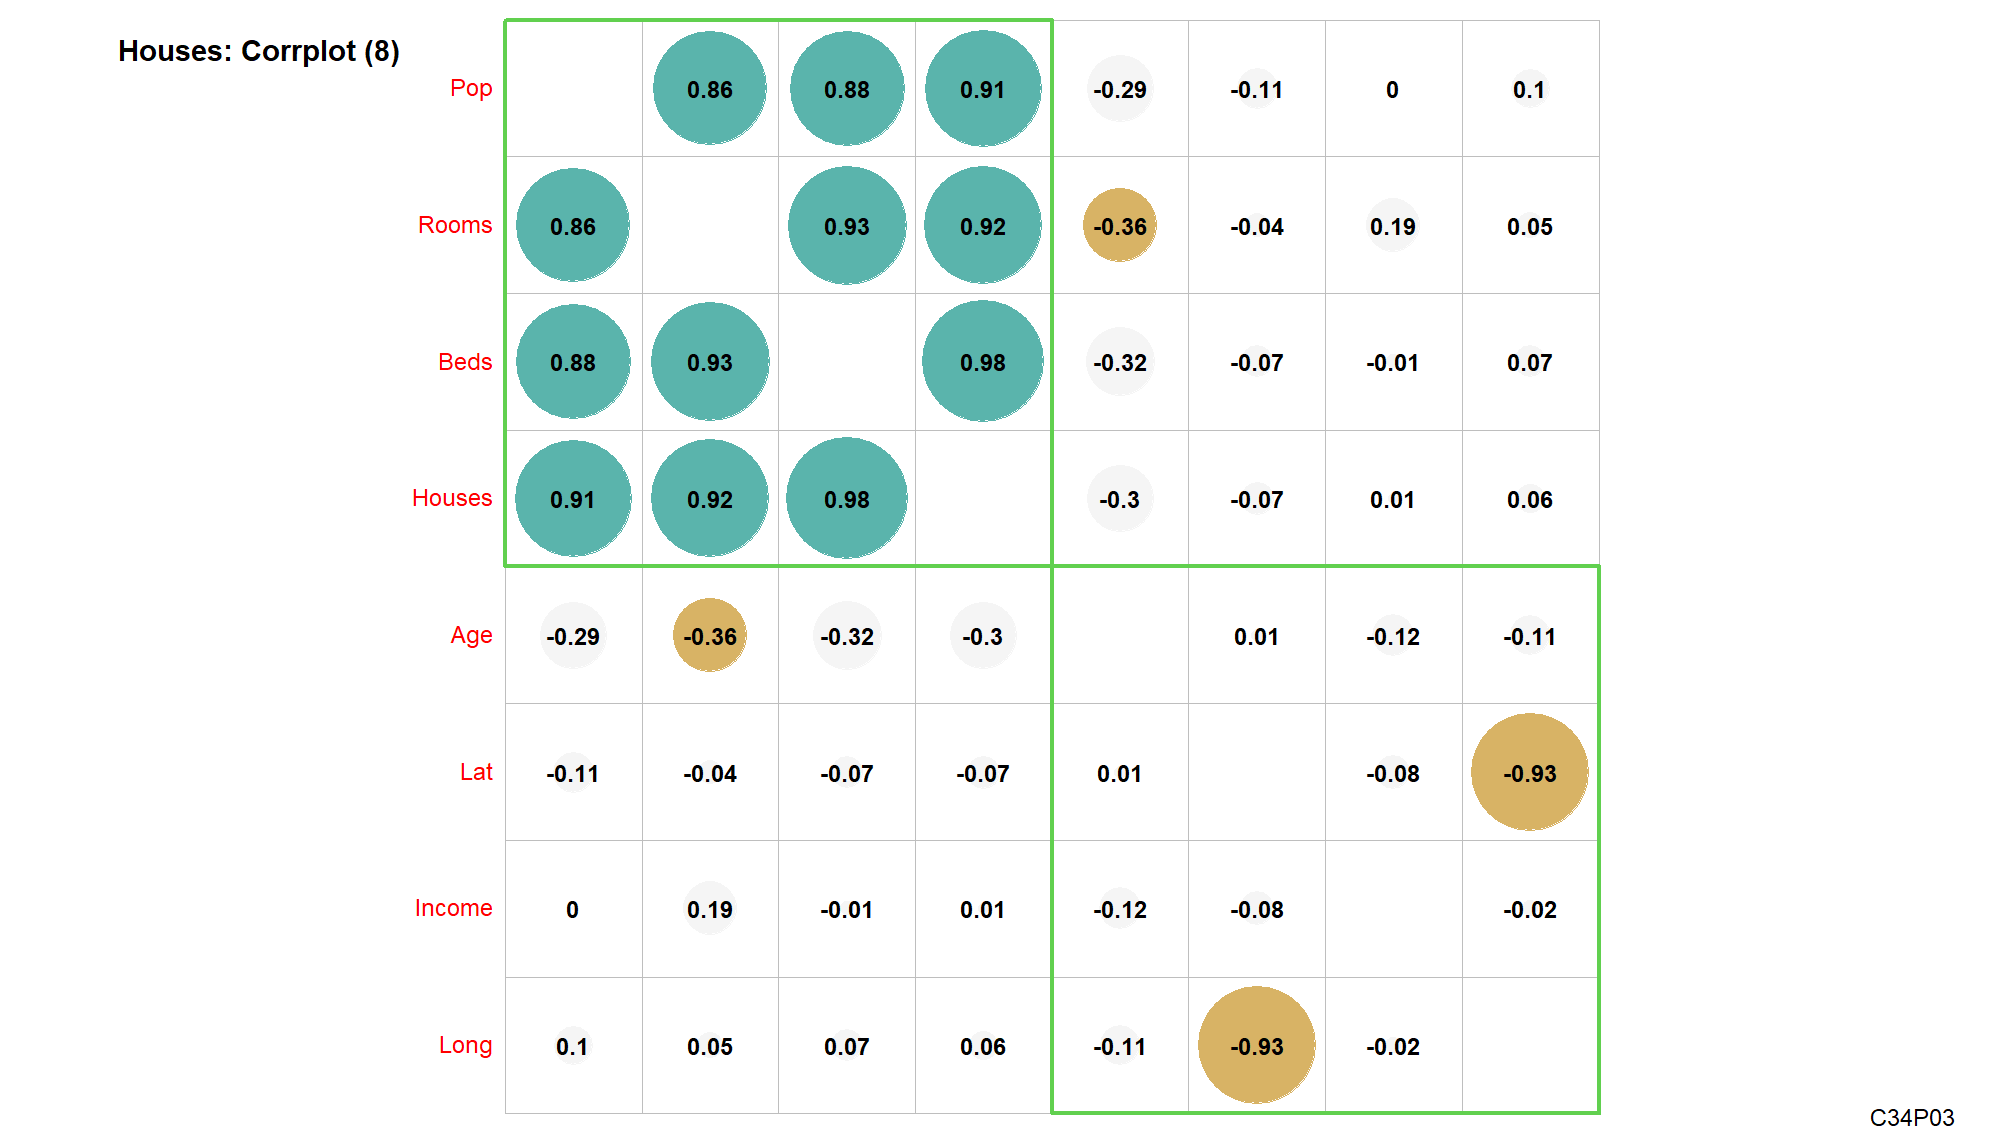 Houses: Corrplot (8)
Pop 0.86 0.88 0.91 -0.29 -0.11 0 0.1
Rooms 0.86 0.93 0.92 -0.36 -0.04 0.19 0.05
Beds 0.88 0.93 0.98 -0.32 -0.07 -0.01 0.07
Houses 0.91 0.92 0.98 -0.3 -0.07 0.01 0.06
Age -0.29 -0.36 -0.32 -0.3 0.01 -0.12 -0.11
Lat -0.11 -0.04 -0.07 -0.07 0.01 -0.08 -0.93
Income 0 0.19 -0.01 0.01 -0.12 -0.08 -0.02
Long 0.1 0.05 0.07 0.06 -0.11 -0.93 -0.02
C34P03